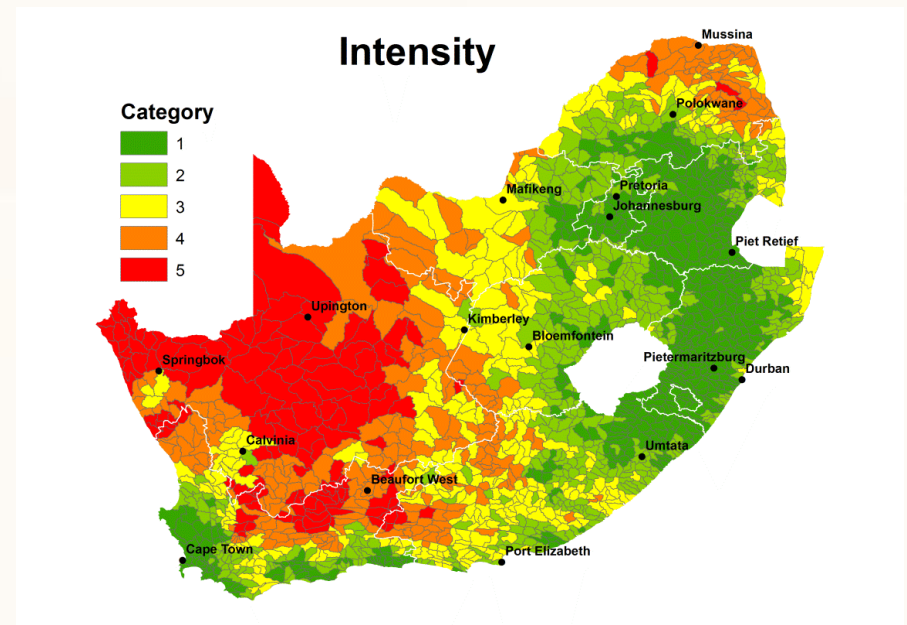 Intensity
Category
1
2
3
4
5
Mussina
Polokwane
Mafikeng
Pretoria
Johannesburg
Piet Retief
Upington
Kimberley
Bloemfontein
Springbok
Pietermaritzburg
Durban
Calvinia
Umtata
Beaufort West
Cape Town
Port Elizabeth